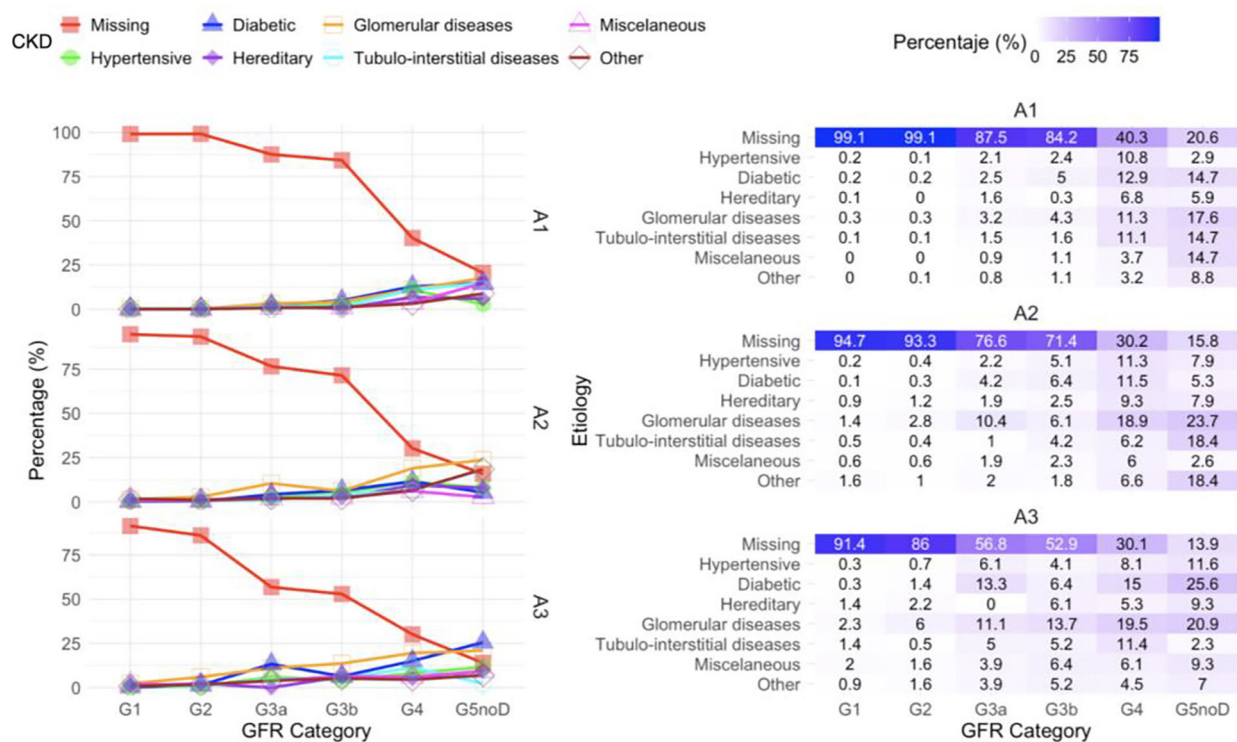 CKD
Missing Diabetic Glomerular diseases Miscelaneous
Hypertensive Hereditary Tubulo-interstitial diseases Other
Percentaje (%)
0 25 50 75
Percentage (%)
100
75
50
25
0
A1
75
50
25
0
A2
75
50
25
0
A3
G1 G2 G3a G3b G4 G5noD
GFR Category
Etiology
A1
Missing 99.1 99.1 87.5 84.2 40.3 20.6
Hypertensive 0.2 0.1 2.1 2.4 10.8 2.9
Diabetic 0.2 0.2 2.5 5 12.9 14.7
Hereditary 0.1 0 1.6 0.3 6.8 5.9
Glomerular diseases 0.3 0.3 3.2 4.3 11.3 17.6
Tubulo-interstitial diseases 0.1 0.1 1.5 1.6 11.1 14.7
Miscelaneous 0 0 0.9 1.1 3.7 14.7
Other 0 0.1 0.8 1.1 3.2 8.8
A2
Missing 94.7 93.3 76.6 71.4 30.2 15.8
Hypertensive 0.2 0.4 2.2 5.1 11.3 7.9
Diabetic 0.1 0.3 4.2 6.4 11.5 5.3
Hereditary 0.9 1.2 1.9 2.5 9.3 7.9
Glomerular diseases 1.4 2.8 10.4 6.1 18.9 23.7
Tubulo-interstitial diseases 0.5 0.4 1 4.2 6.2 18.4
Miscelaneous 0.6 0.6 1.9 2.3 6 2.6
Other 1.6 1 2 1.8 6.6 18.4
A3
Missing 91.4 86 56.8 52.9 30.1 13.9
Hypertensive 0.3 0.7 6.1 4.1 8.1 11.6
Diabetic 0.3 1.4 13.3 6.4 15 25.6
Hereditary 1.4 2.2 0 6.1 5.3 9.3
Glomerular diseases 2.3 6 11.1 13.7 19.5 20.9
Tubulo-interstitial diseases 1.4 0.5 5 5.2 11.4 2.3
Miscelaneous 2 1.6 3.9 6.4 6.1 9.3
Other 0.9 1.6 3.9 5.2 4.5 7
G1 G2 G3a G3b G4 G5noD
GFR Category